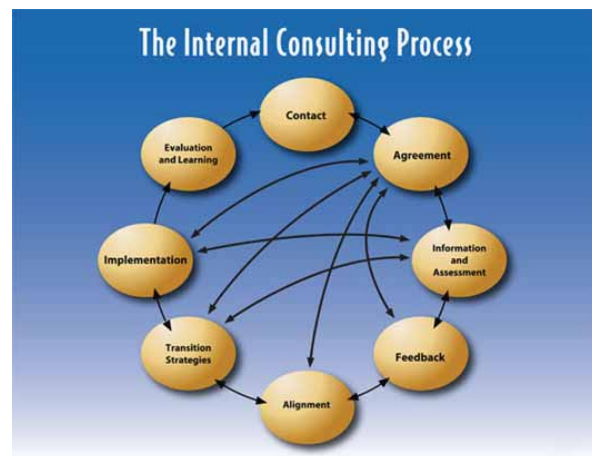 The Internal Consulting Process
Contact
Agreement
Information
and
Assessment
Feedback
Alignment
Transition
Strategies
Implementation
Evaluation
and Learning